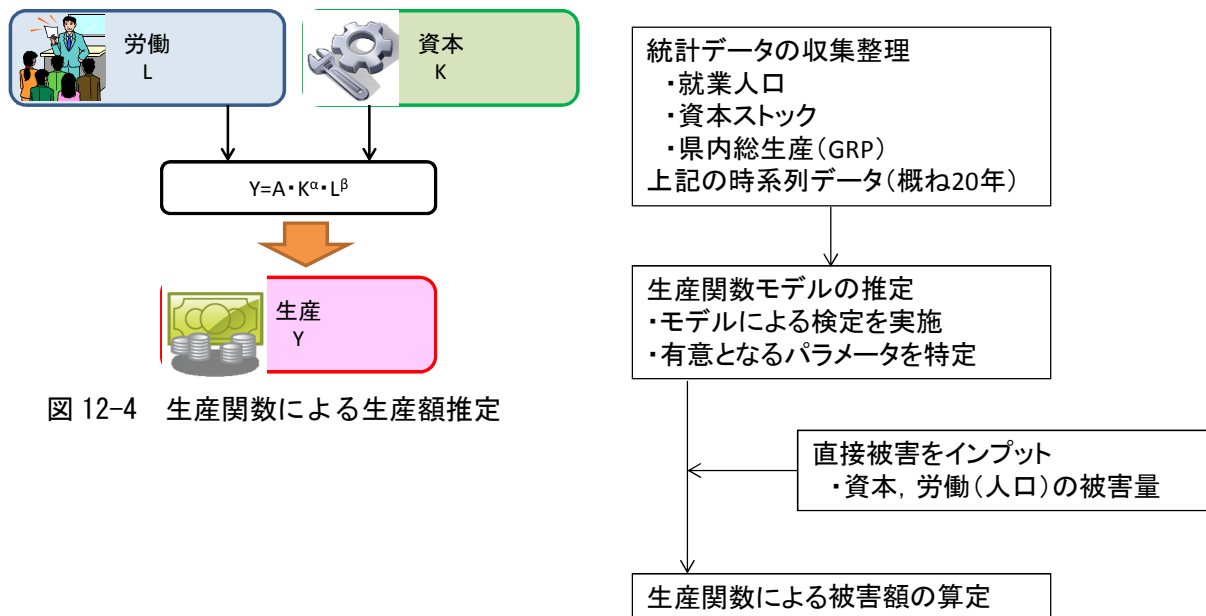 労働
L
資本
K
Y=A・K^α・L^β
生産
Y
図 12-4　生産関数による生産額推定
統計データの収集整理
・就業人口
・資本ストック
・県内総生産（GRP）
上記の時系列データ（概ね20年）
生産関数モデルの推定
・モデルによる検定を実施
・有意となるパラメータを特定
直接被害をインプット
・資本，労働（人口）の被害量
生産関数による被害額の算定